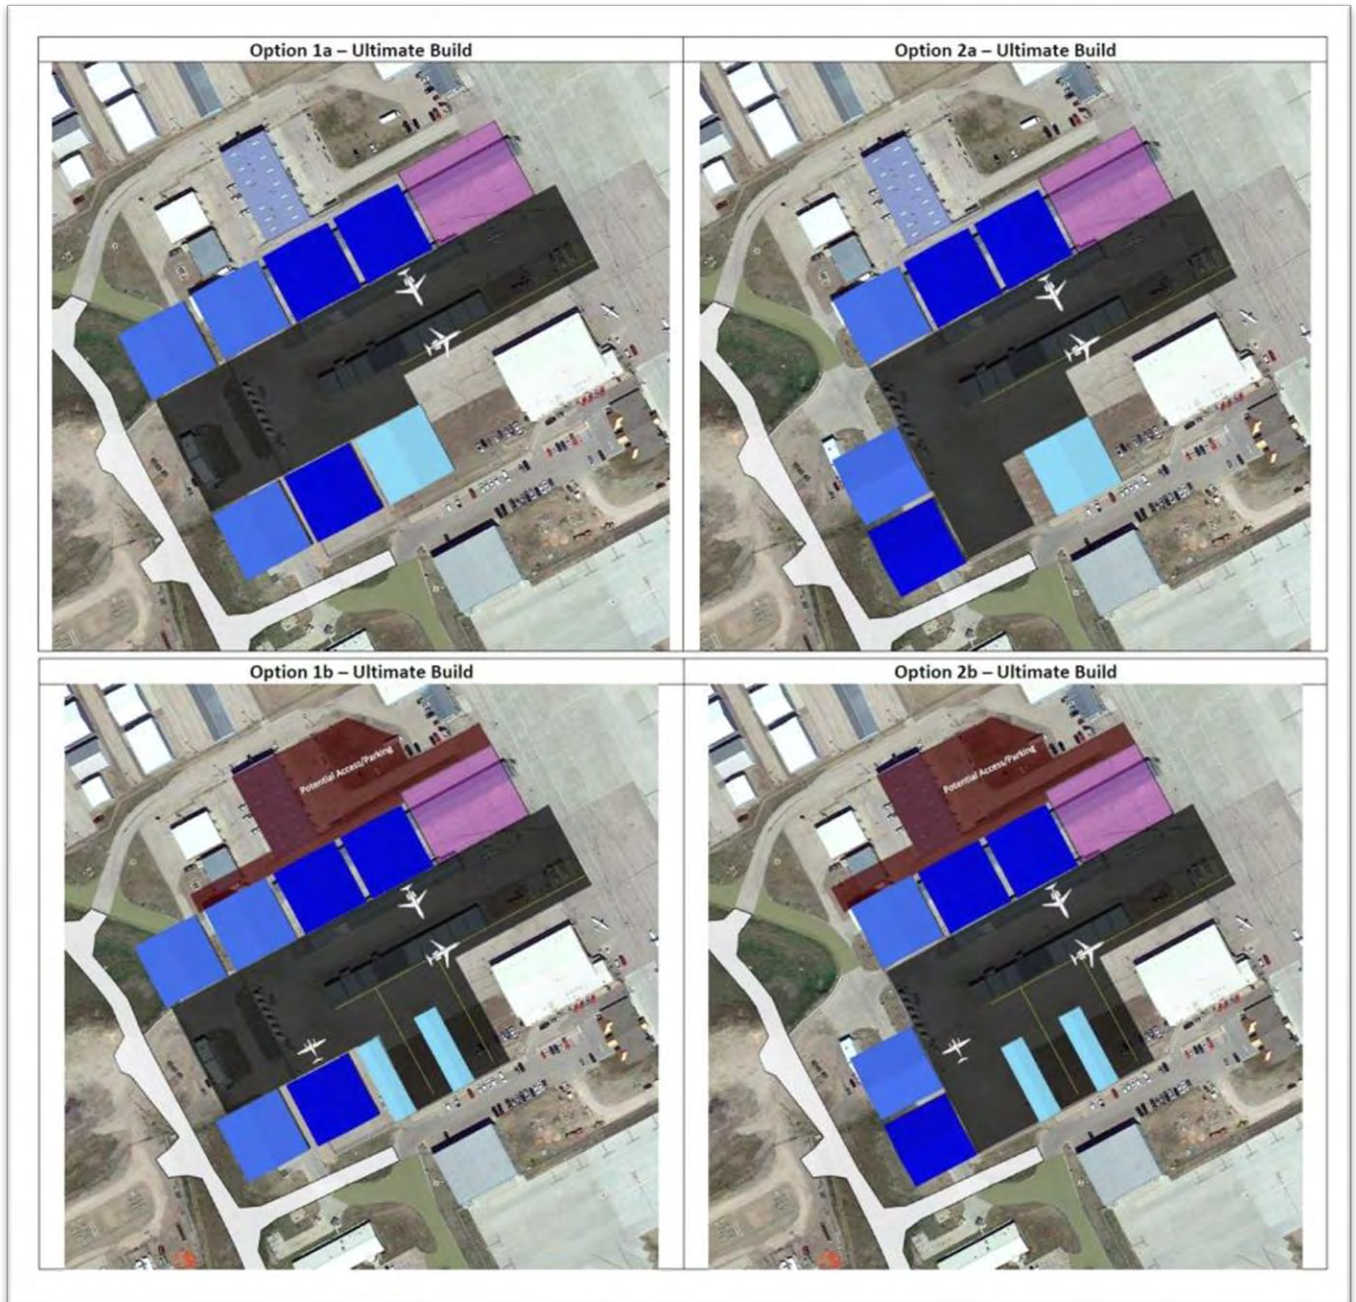 Option 1a – Ultimate Build
Option 2a – Ultimate Build
Option 1b – Ultimate Build
Option 2b – Ultimate Build
Potential Access/Parking
Potential Access/Parking